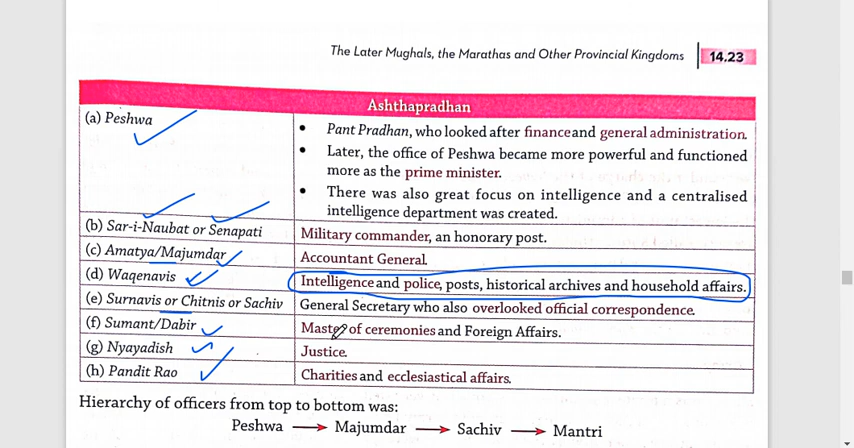 The Later Mughals, the Marathas and Other Provincial Kingdoms 14.23
Ashthapradhan
(a) Peshwa
• Pant Pradhan, who looked after finance and general administration.
• Later, the office of Peshwa became more powerful and functioned
more as the prime minister.
• There was also great focus on intelligence and a centralised
intelligence department was created.
(b) Sar-i-Naubat or Senapati
Military commander, an honorary post.
(c) Amatya/Majumdar
Accountant General.
(d) Waqenavis
Intelligence and police, posts, historical archives and household affairs.
(e) Surnavis or Chitnis or Sachiv
General Secretary who also overlooked official correspondence.
(f) Sumant/Dabir
Master of ceremonies and Foreign Affairs.
(g) Nyayadish
Justice.
(h) Pandit Rao
Charities and ecclesiastical affairs.
Hierarchy of officers from top to bottom was:
Peshwa → Majumdar → Sachiv → Mantri